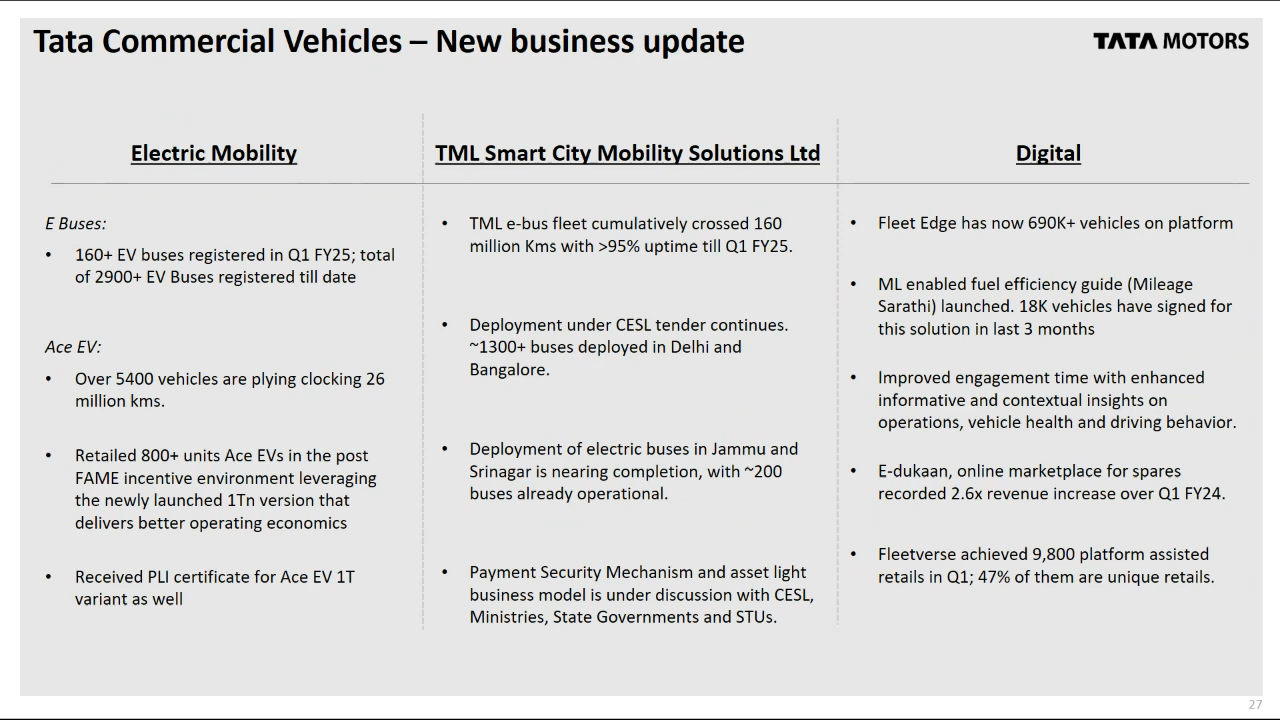 Tata Commercial Vehicles – New business update
TATA MOTORS
Electric Mobility
E Buses:
• 160+ EV buses registered in Q1 FY25; total
of 2900+ EV Buses registered till date
Ace EV:
• Over 5400 vehicles are plying clocking 26
million kms.
• Retailed 800+ units Ace EVs in the post
FAME incentive environment leveraging
the newly launched 1Tn version that
delivers better operating economics
• Received PLI certificate for Ace EV 1T
variant as well
TML Smart City Mobility Solutions Ltd
• TML e-bus fleet cumulatively crossed 160
million Kms with >95% uptime till Q1 FY25.
• Deployment under CESL tender continues.
~1300+ buses deployed in Delhi and
Bangalore.
• Deployment of electric buses in Jammu and
Srinagar is nearing completion, with ~200
buses already operational.
• Payment Security Mechanism and asset light
business model is under discussion with CESL,
Ministries, State Governments and STUs.
Digital
• Fleet Edge has now 690K+ vehicles on platform
• ML enabled fuel efficiency guide (Mileage
Sarathi) launched. 18K vehicles have signed for
this solution in last 3 months
• Improved engagement time with enhanced
informative and contextual insights on
operations, vehicle health and driving behavior.
• E-dukaan, online marketplace for spares
recorded 2.6x revenue increase over Q1 FY24.
• Fleetverse achieved 9,800 platform assisted
retails in Q1; 47% of them are unique retails.
27